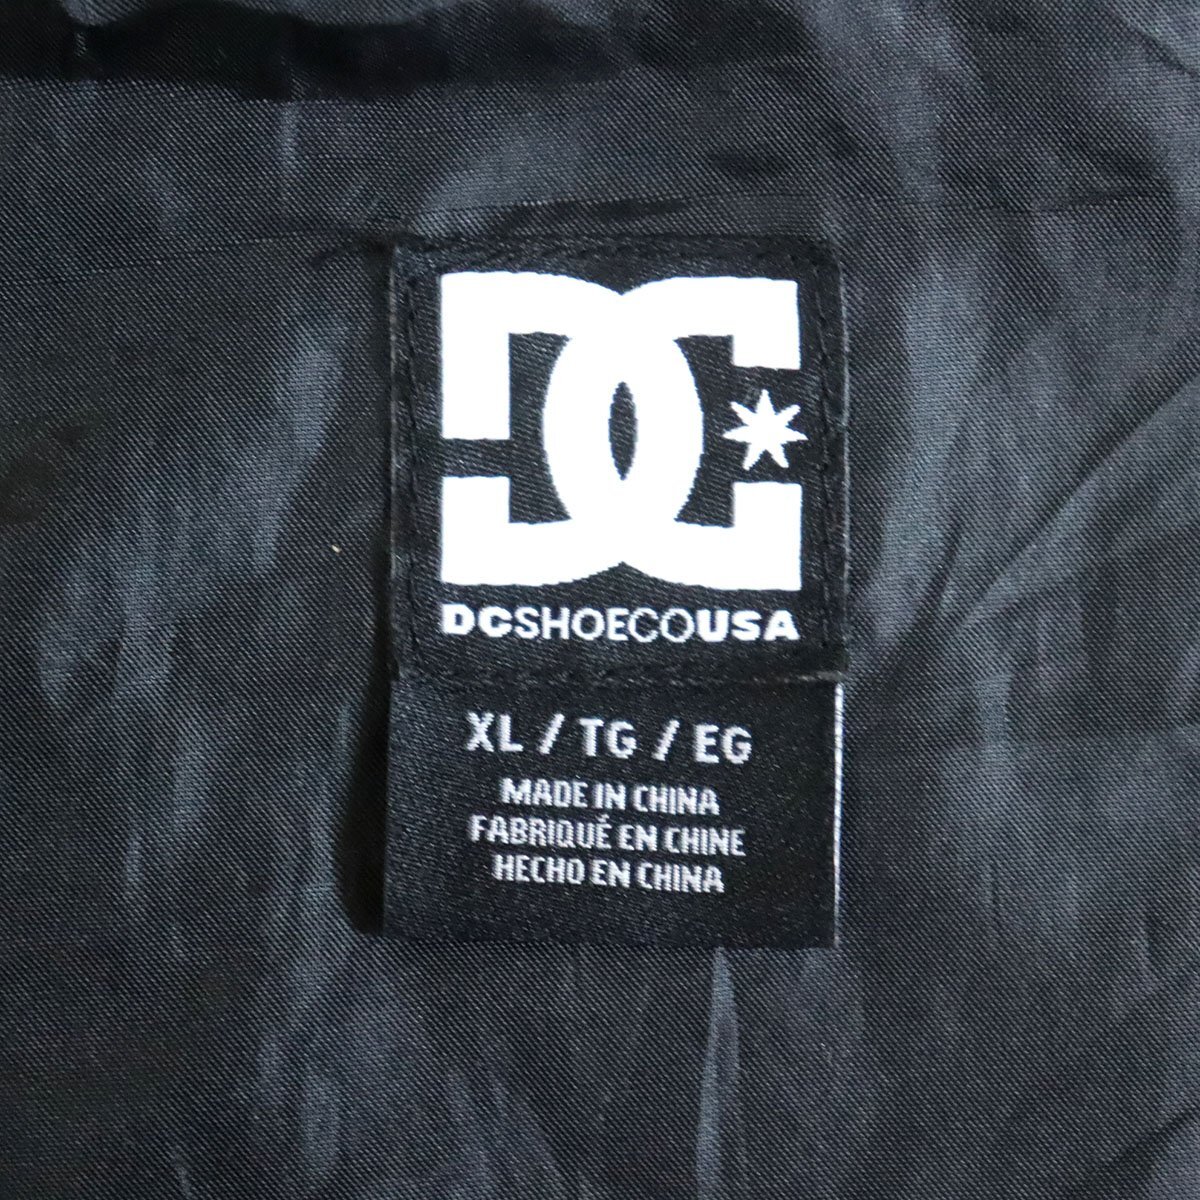 DC
DCSHOECOUSA
XL / TG / EG
MADE IN CHINA
FABRIQUÉ EN CHINE
HECHO EN CHINA